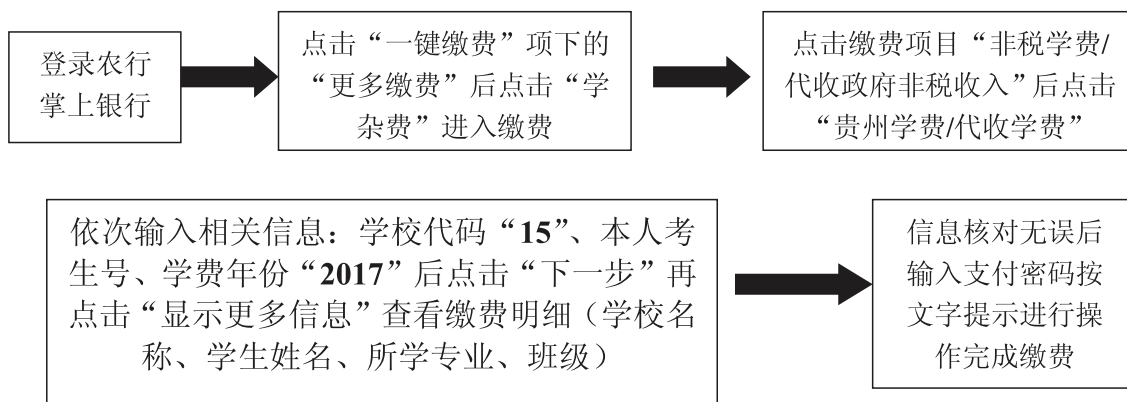 登录农行
掌上银行
点击“一键缴费”项下的
“更多缴费”后点击“学
杂费”进入缴费
点击缴费项目“非税学费/
代收政府非税收入”后点击
“贵州学费/代收学费”
依次输入相关信息：学校代码“15”、本人考
生号、学费年份“2017”后点击“下一步”再
点击“显示更多信息”查看缴费明细（学校名
称、学生姓名、所学专业、班级）
信息核对无误后
输入支付密码按
文字提示进行操
作完成缴费